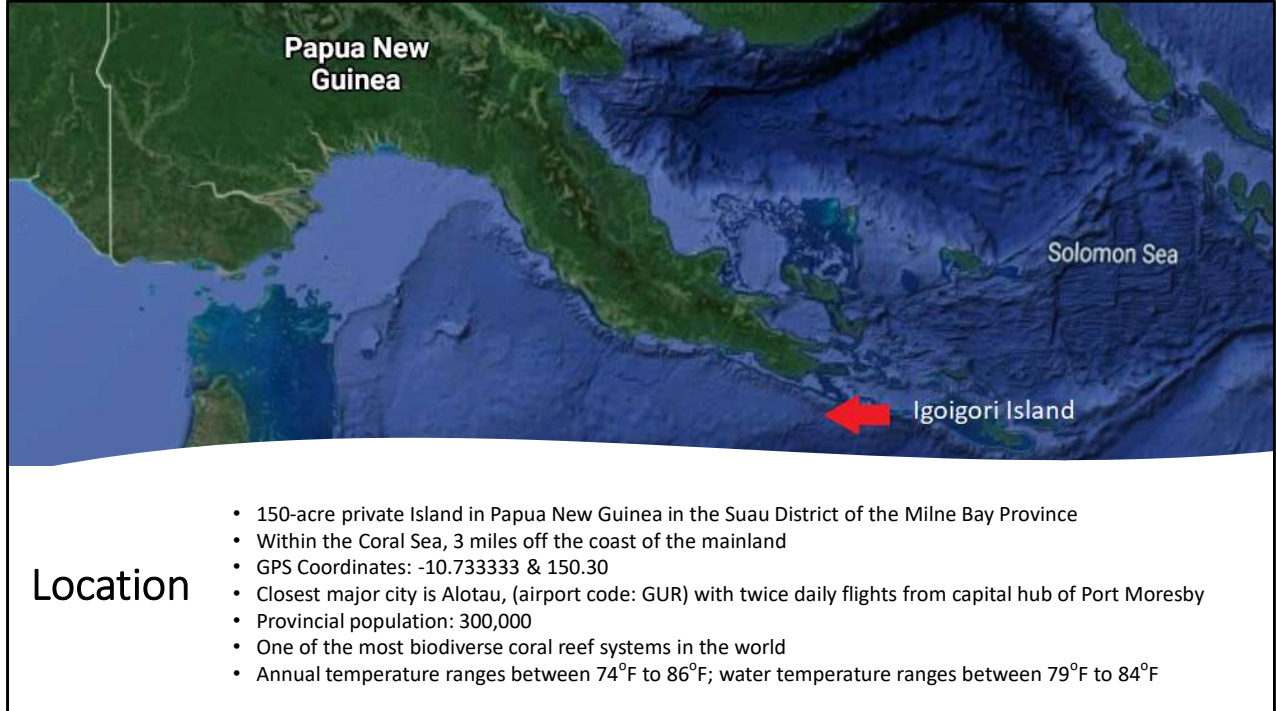 Papua New
Guinea
Solomon Sea
Igoigori Island
Location
• 150-acre private Island in Papua New Guinea in the Suau District of the Milne Bay Province
• Within the Coral Sea, 3 miles off the coast of the mainland
• GPS Coordinates: -10.733333 & 150.30
• Closest major city is Alotau, (airport code: GUR) with twice daily flights from capital hub of Port Moresby
• Provincial population: 300,000
• One of the most biodiverse coral reef systems in the world
• Annual temperature ranges between 74°F to 86°F; water temperature ranges between 79°F to 84°F